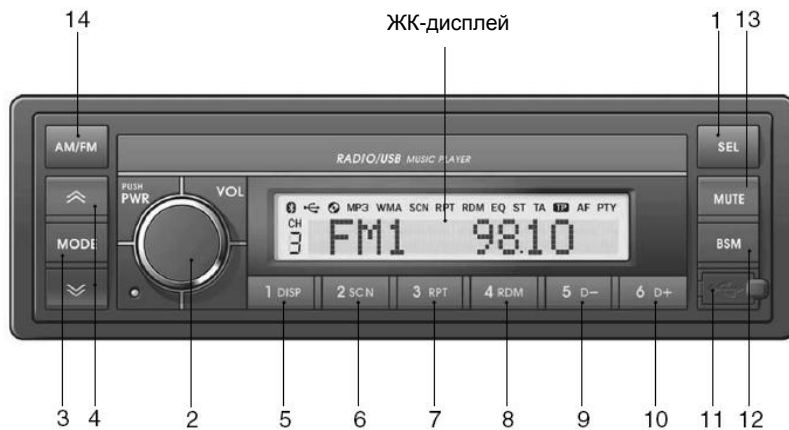 14 ЖК-дисплей 1 13
AM/FM
RADIO/USB MUSIC PLAYER
SEL
PUSH
PWR
VOL
MP3 WMA SCN RPT RDM EQ ST TA TP AF PTY
MUTE
CH
3 FM1 98.10
MODE
BSM
1 DISP 2 SCN 3 RPT 4 RDM 5 D- 6 D+
3 4 2 5 6 7 8 9 10 11 12